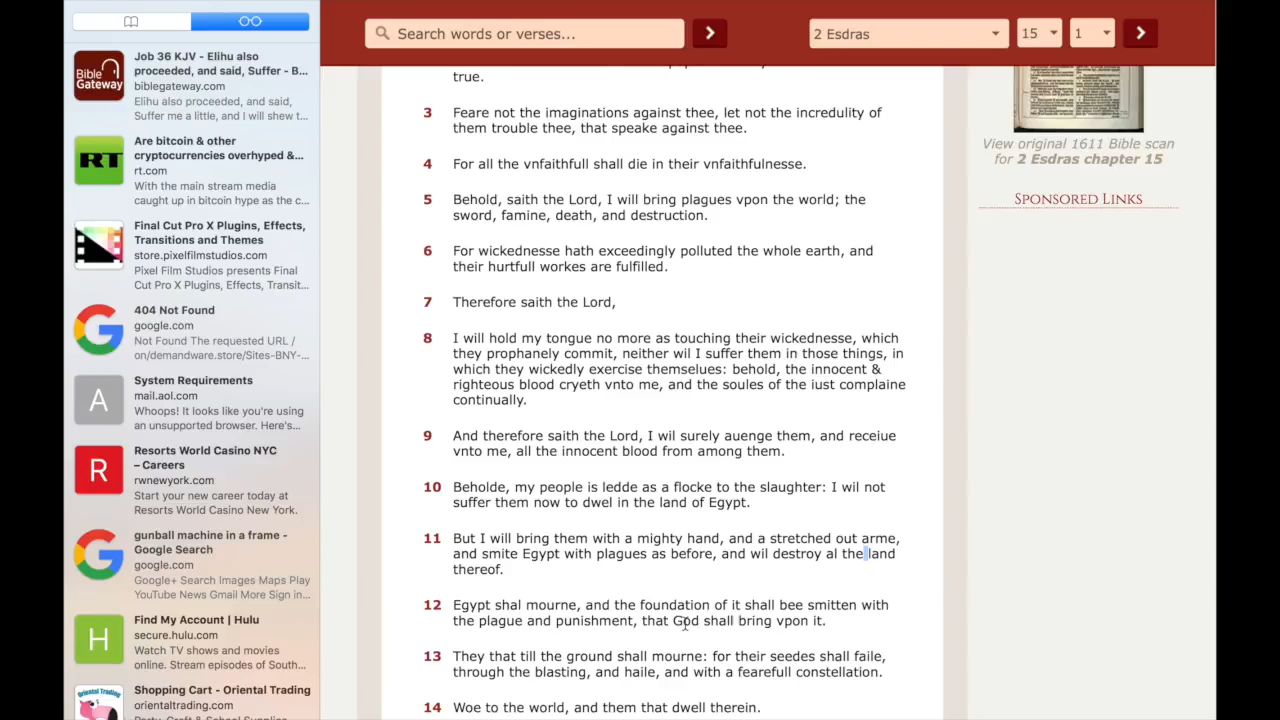 Job 36 KJV - Elihu also
proceeded, and said, Suffer - B...
biblegateway.com
Elihu also proceeded, and said,
Suffer me a little, and I will shew t...
Are bitcoin & other
cryptocurrencies overhyped &...
rt.com
With the main stream media
caught up in bitcoin hype as the c...
Final Cut Pro X Plugins, Effects,
Transitions and Themes
store.pixelfilmstudios.com
Pixel Film Studios presents Final
Cut Pro X Plugins, Effects, Transit...
404 Not Found
google.com
Not Found The requested URL /
on/demandware.store/Sites-BNY-...
System Requirements
mail.aol.com
Whoops! It looks like you're using
an unsupported browser. Here's...
Resorts World Casino NYC
– Careers
rwnewyork.com
Start your new career today at
Resorts World Casino New York.
gunball machine in a frame -
Google Search
google.com
Google+ Search Images Maps Play
YouTube News Gmail More Sign in...
Find My Account | Hulu
secure.hulu.com
Watch TV shows and movies
online. Stream episodes of South...
Shopping Cart - Oriental Trading
orientaltrading.com
Bible Gateway
RT
G
A
R
G
H
Oriental Trading
Search words or verses...
2 Esdras 15 1
true.
3 Feare not the imaginations against thee, let not the incredulity of
them trouble thee, that speake against thee.
4 For all the vnfaithfull shall die in their vnfaithfulnesse.
5 Behold, saith the Lord, I will bring plagues vpon the world; the
sword, famine, death, and destruction.
6 For wickednesse hath exceedingly polluted the whole earth, and
their hurtfull workes are fulfilled.
7 Therefore saith the Lord,
8 I will hold my tongue no more as touching their wickednesse, which
they prophanely commit, neither wil I suffer them in those things, in
which they wickedly exercise themselues: behold, the innocent &
righteous blood cryeth vnto me, and the soules of the iust complaine
continually.
9 And therefore saith the Lord, I wil surely auenge them, and receiue
vnto me, all the innocent blood from among them.
10 Beholde, my people is ledde as a flocke to the slaughter: I wil not
suffer them now to dwel in the land of Egypt.
11 But I will bring them with a mighty hand, and a stretched out arme,
and smite Egypt with plagues as before, and wil destroy al the land
thereof.
12 Egypt shal mourne, and the foundation of it shall bee smitten with
the plague and punishment, that God shall bring vpon it.
13 They that till the ground shall mourne: for their seedes shall faile,
through the blasting, and haile, and with a fearefull constellation.
14 Woe to the world, and them that dwell therein.
View original 1611 Bible scan
for 2 Esdras chapter 15
SPONSORED LINKS